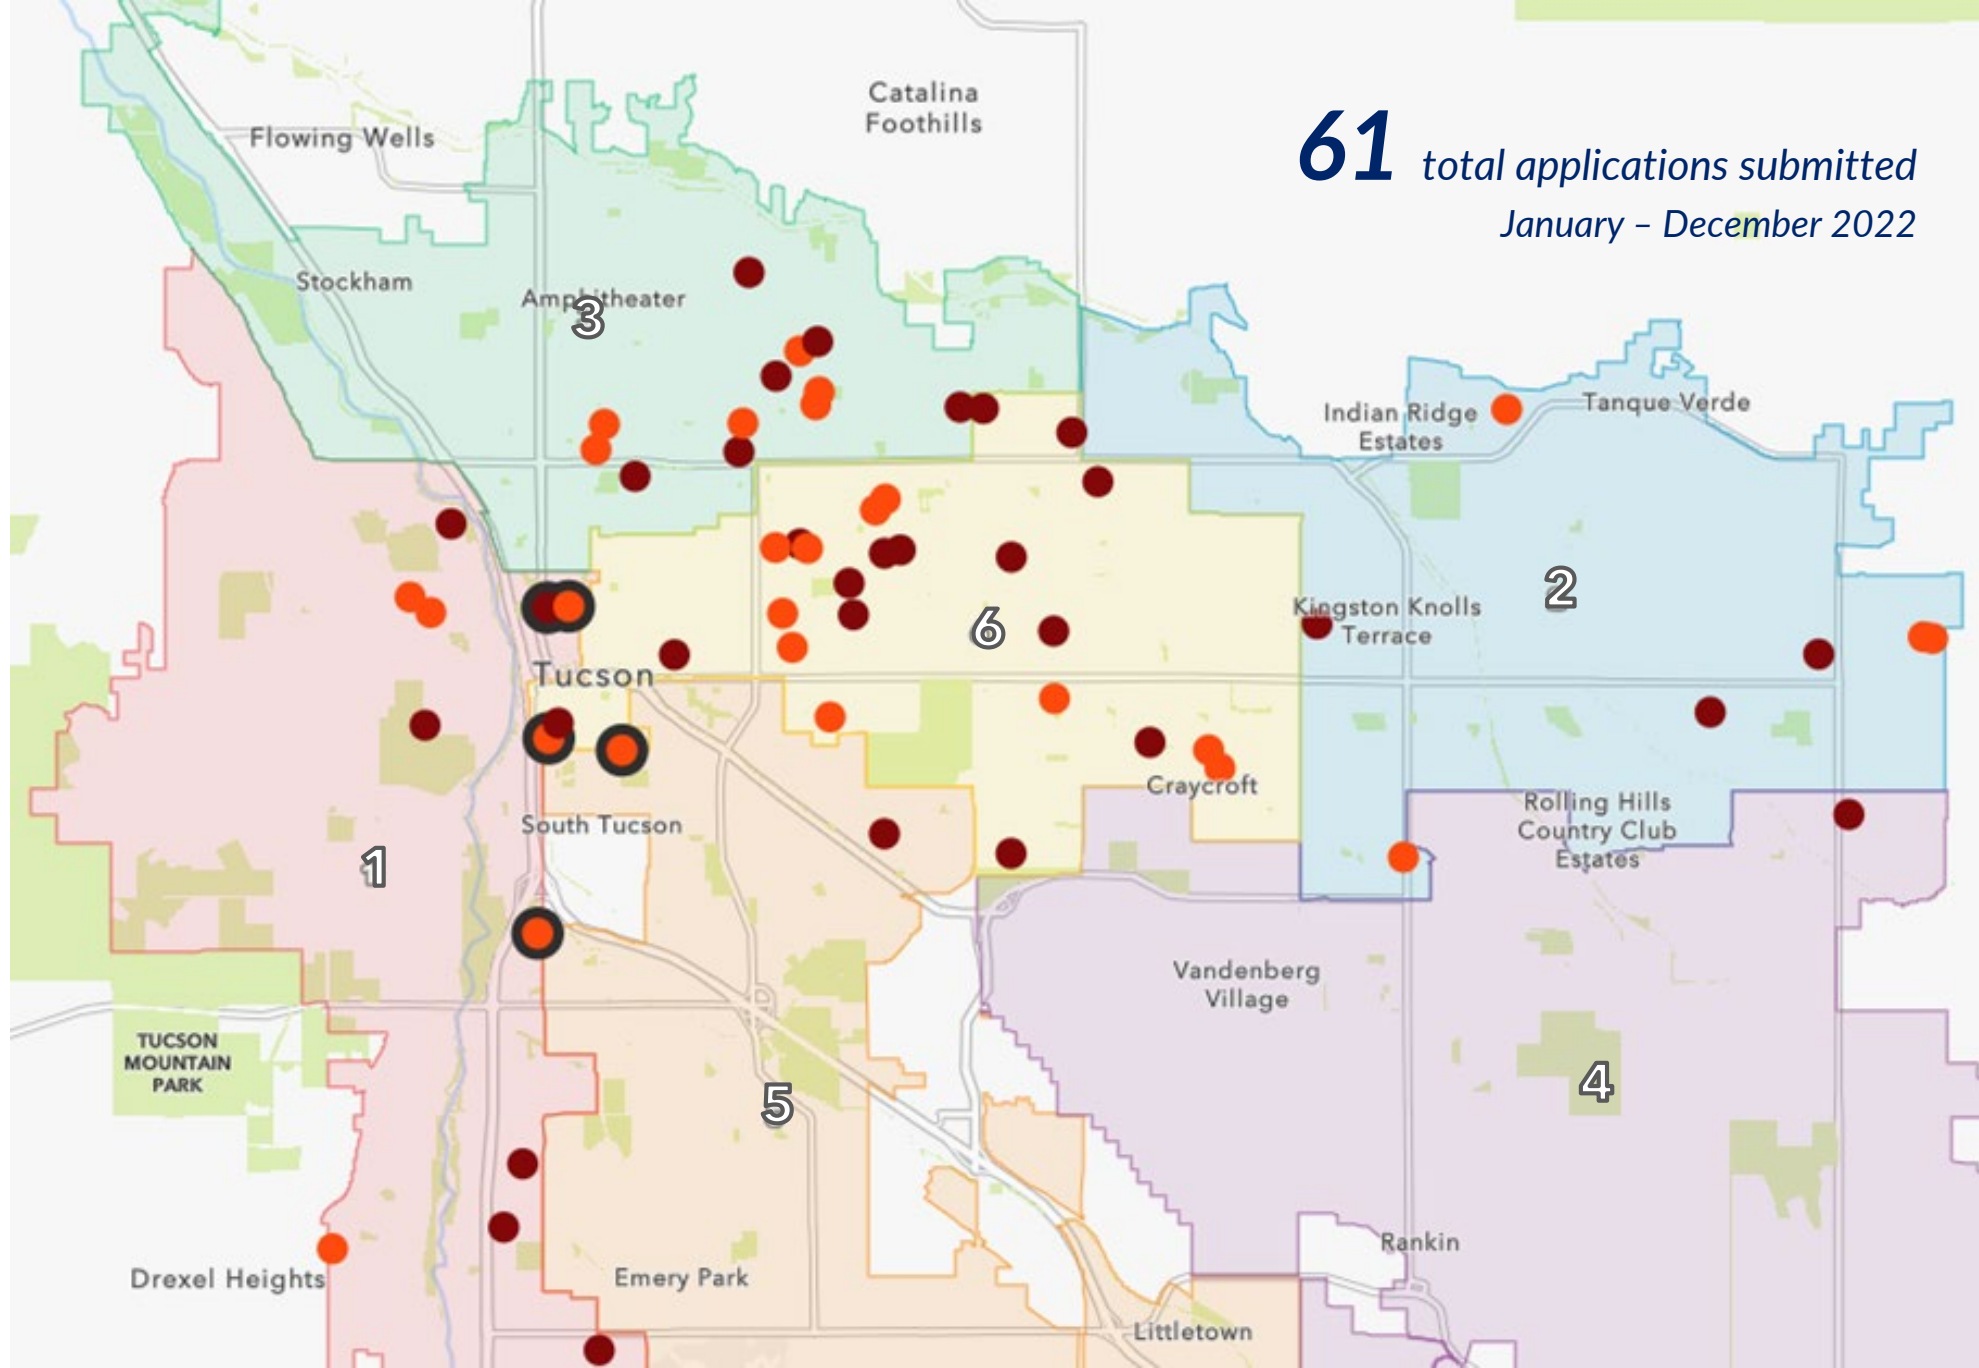 Catalina
Foothills
61 total applications submitted
January – December 2022
Flowing Wells
Stockham
Amphitheater
3
Indian Ridge
Estates
Tanque Verde
Kingston Knolls
Terrace
2
6
Tucson
Craycroft
Rolling Hills
Country Club
Estates
South Tucson
1
Vandenberg
Village
TUCSON
MOUNTAIN
PARK
5
4
Rankin
Drexel Heights
Emery Park
Littletown